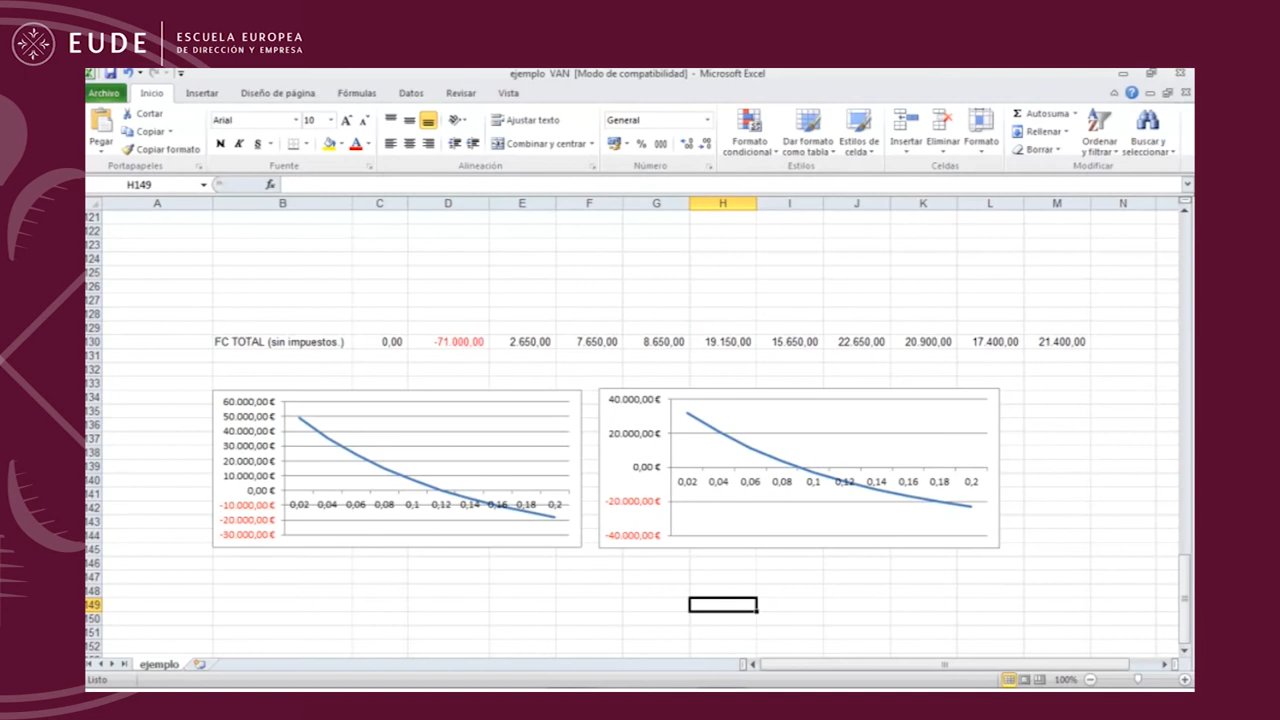 EUDE
ESCUELA EUROPEA
DE DIRECCIÓN Y EMPRESA
ejemplo VAN [Modo de compatibilidad] - Microsoft Excel
Archivo Inicio Insertar Diseño de página Fórmulas Datos Revisar Vista
Pegar
Cortar
Copiar
Copiar formato
Portapapeles
Arial 10
N K S
Fuente
Ajustar texto
Combinar y centrar
Alineación
General
% 000
Número
Formato condicional
Dar formato como tabla
Estilos de celda
Estilos
Insertar Eliminar Formato
Celdas
Autosuma
Rellenar
Borrar
Ordenar y filtrar
Buscar y seleccionar
Modificar
H149 fx
A B C D E F G H I J K L M N
121
122
123
124
125
126
127
128
129
130 FC TOTAL (sin impuestos.) 0,00 -71.000,00 2.650,00 7.650,00 8.650,00 19.150,00 15.650,00 22.650,00 20.900,00 17.400,00 21.400,00
131
132
133
134
135
136
137
138
139
140
141
142
143
144
145
146
147
148
149
150
151
152
60.000,00 €
50.000,00 €
40.000,00 €
30.000,00 €
20.000,00 €
10.000,00 €
0,00 €
-10.000,00 €
-20.000,00 €
-30.000,00 €
0,02 0,04 0,06 0,08 0,1 0,12 0,14 0,16 0,18 0,2
40.000,00 €
20.000,00 €
0,00 €
-20.000,00 €
-40.000,00 €
0,02 0,04 0,06 0,08 0,1 0,12 0,14 0,16 0,18 0,2
ejemplo
Listo
100%